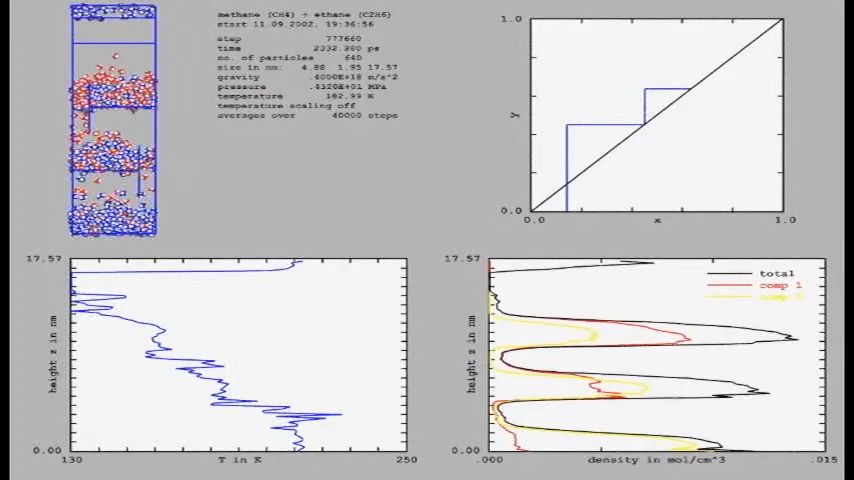 methane (CH4) + ethane (C2H6)
start 11.09.2002, 19:36:56
step 777660
time 2332.980 ps
no. of particles 640
size in nm: 4.88 1.95 17.57
gravity .4000E+18 m/s^2
pressure .4320E+01 MPa
temperature 182.99 K
temperature scaling off
averages over 40000 steps
1.0
y
0.0
0.0 x 1.0
17.57
height z in nm
0.00
130 T in K 250
17.57
total
comp 1
comp 2
height z in nm
0.00
.000 density in mol/cm^3 .015